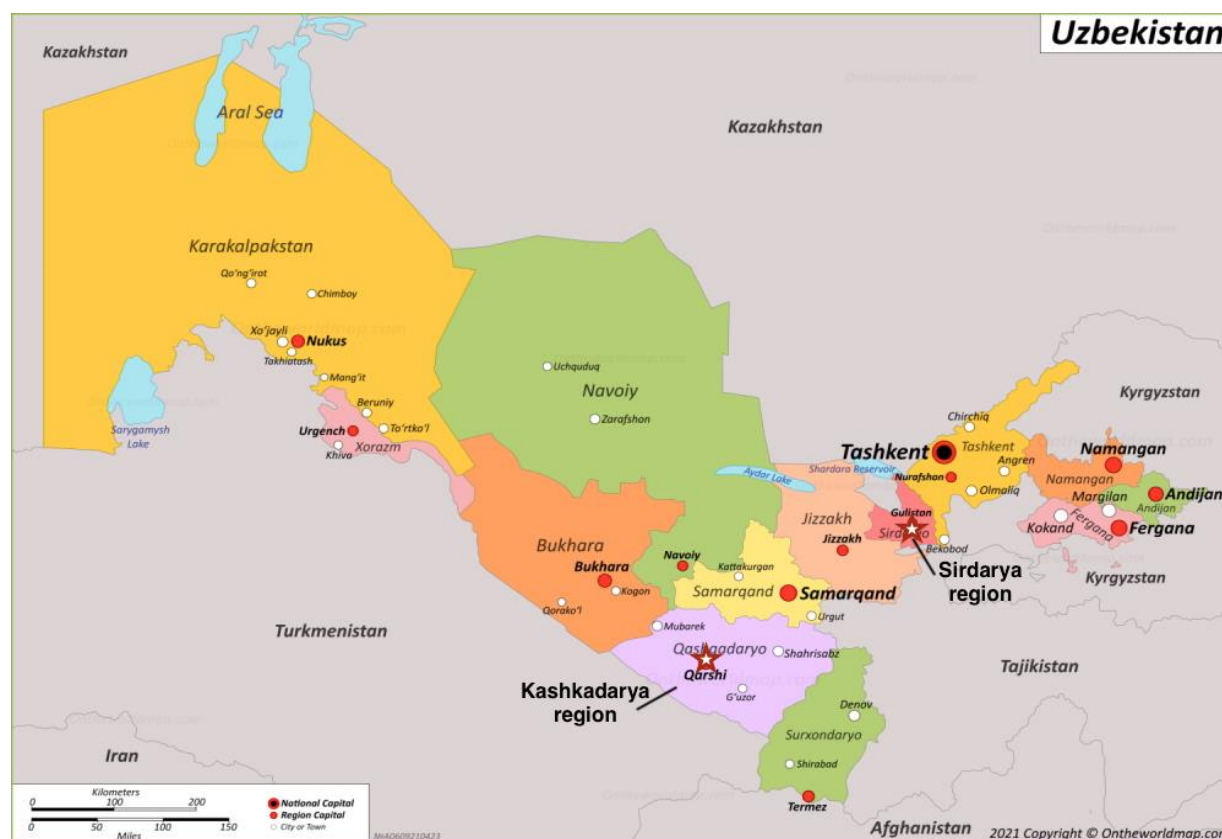 Uzbekistan
Kazakhstan
Ontheworldmap.com
Aral Sea
Kazakhstan
Karakalpakstan
Qo'ng'irot
Chimboy
Xo'jayli
Nukus
Takhiatash
Mang'it
Beruniy
To'rtko'l
Urgench
Xorazm
Khiva
Sarygamysh
Lake
Uchquduq
Navoiy
Zarafshon
Kyrgyzstan
Chirchiq
Tashkent
Tashkent
Angren
Nurafshon
Olmaliq
Namangan
Namangan
Margilan
Andijan
Andijan
Kokand
Fergana
Fergana
Kyrgyzstan
Aydar Lake
Shardara Reservoir
Guliston
Jizzakh
Jizzakh
Bekobod
Sirdarya
region
Bukhara
Bukhara
Kogon
Qorako'l
Navoiy
Kattakurgan
Samarqand
Samarqand
Urgut
Mubarek
Qashqadaryo
Shahrisabz
Qarshi
G'uzor
Kashkadarya
region
Turkmenistan
Tajikistan
Denov
Surxondaryo
Shirabad
Termez
Iran
Afghanistan
Kilometers
0 100 200
0 50 100 150
Miles
National Capital
Region Capital
City or Town
2021 Copyright © Ontheworldmap.com